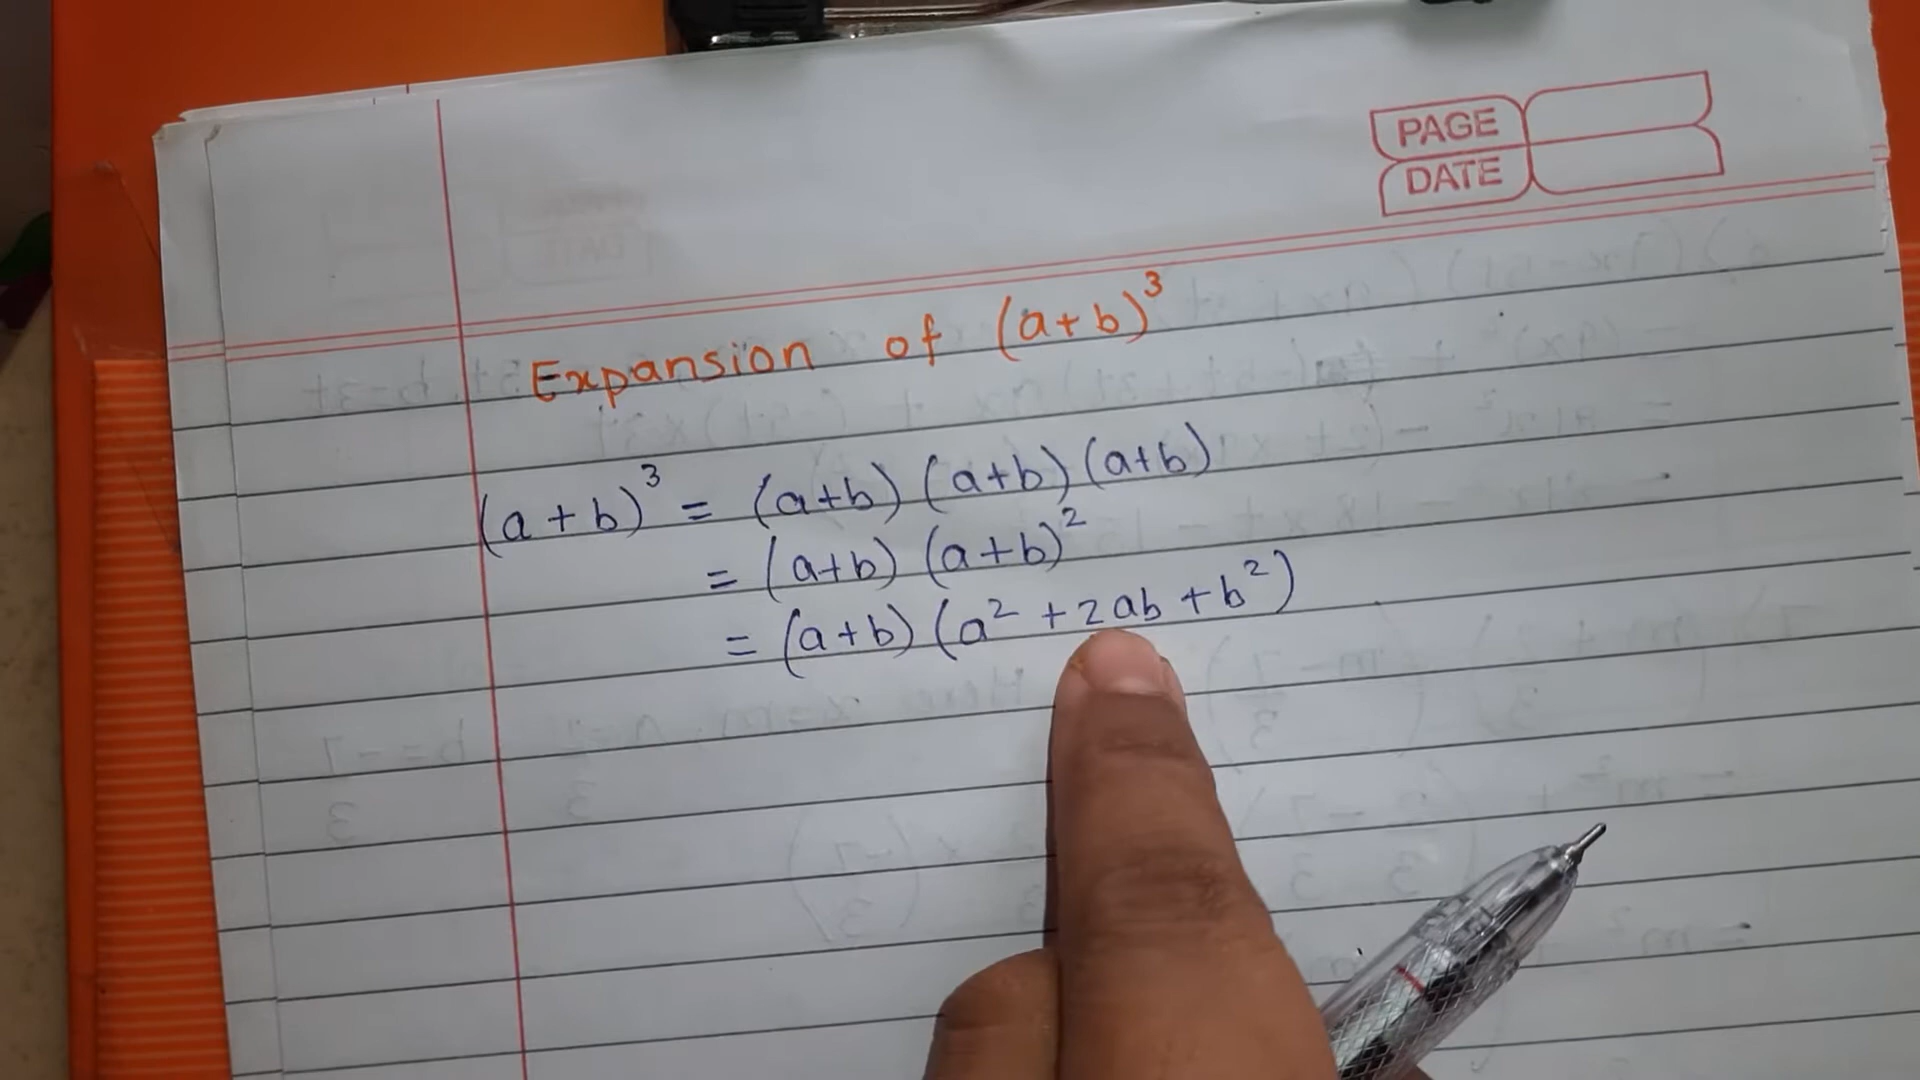 PAGE
DATE
Expansion of (a+b)³
(a+b)³ = (a+b) (a+b) (a+b)
= (a+b) (a+b)²
= (a+b) (a² + 2ab + b²)